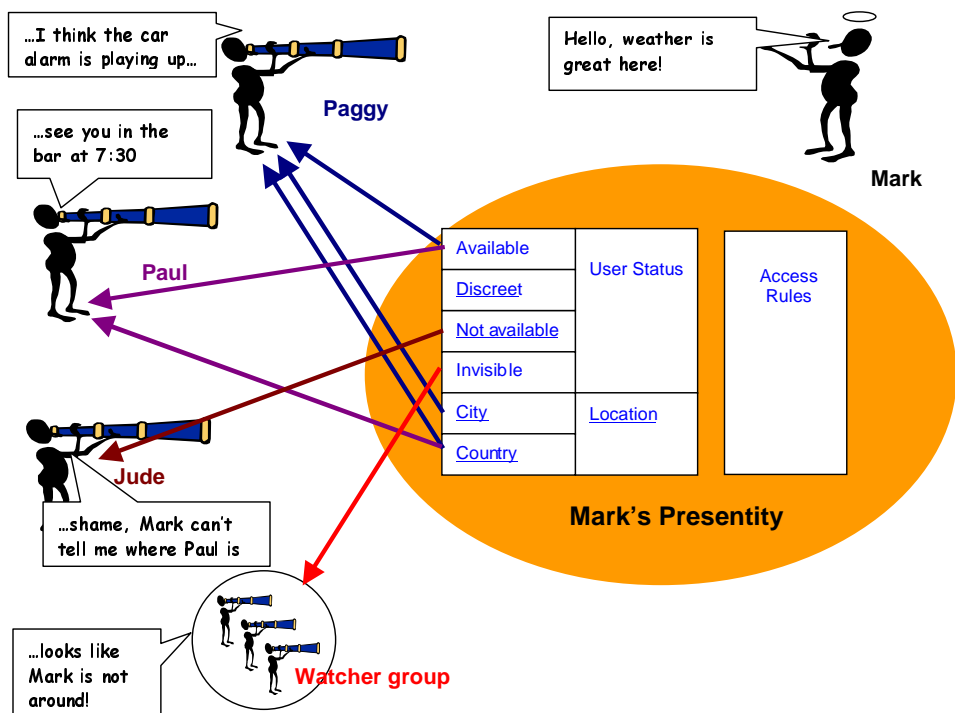 …I think the car
alarm is playing up…
Hello, weather is
great here!
Paggy
…see you in the
bar at 7:30
Mark
Paul
Available
Discreet
Not available
Invisible
City
Country
User Status
Location
Access
Rules
Jude
…shame, Mark can't
tell me where Paul is
Mark's Presentity
…looks like
Mark is not
around!
Watcher group